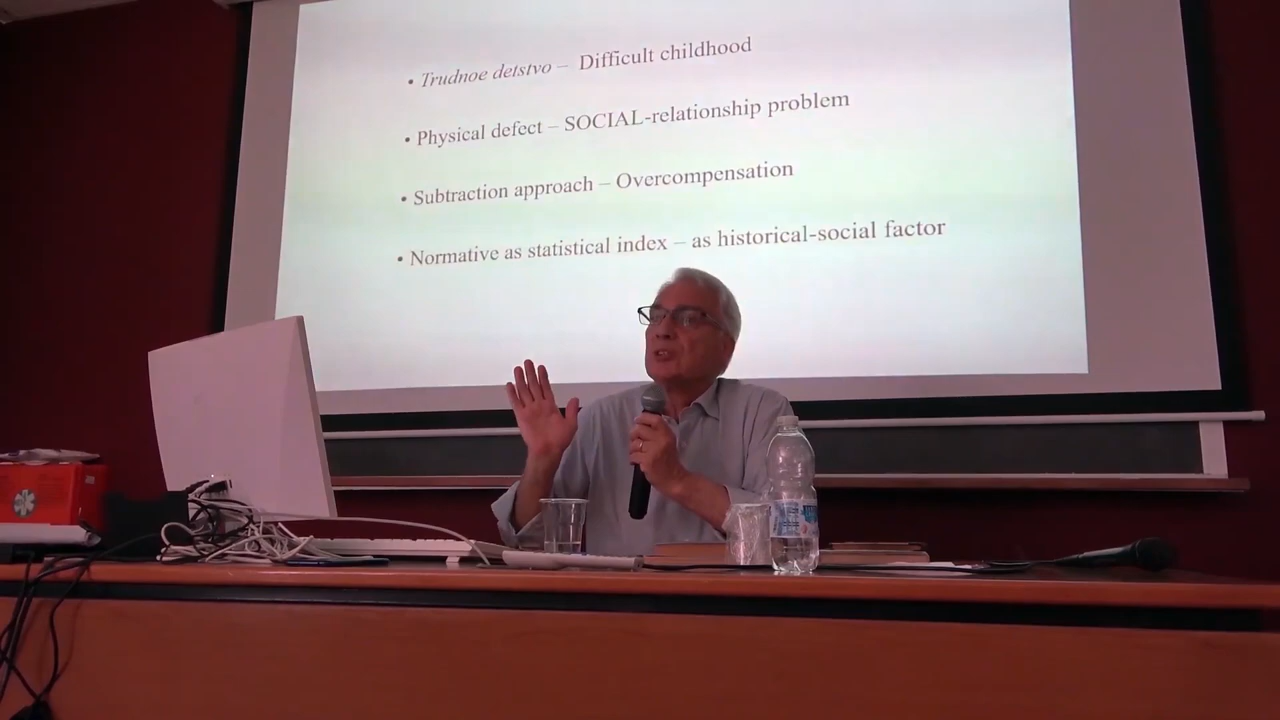 • Trudnoe detstvo – Difficult childhood
• Physical defect – SOCIAL-relationship problem
• Subtraction approach – Overcompensation
• Normative as statistical index – as historical-social factor